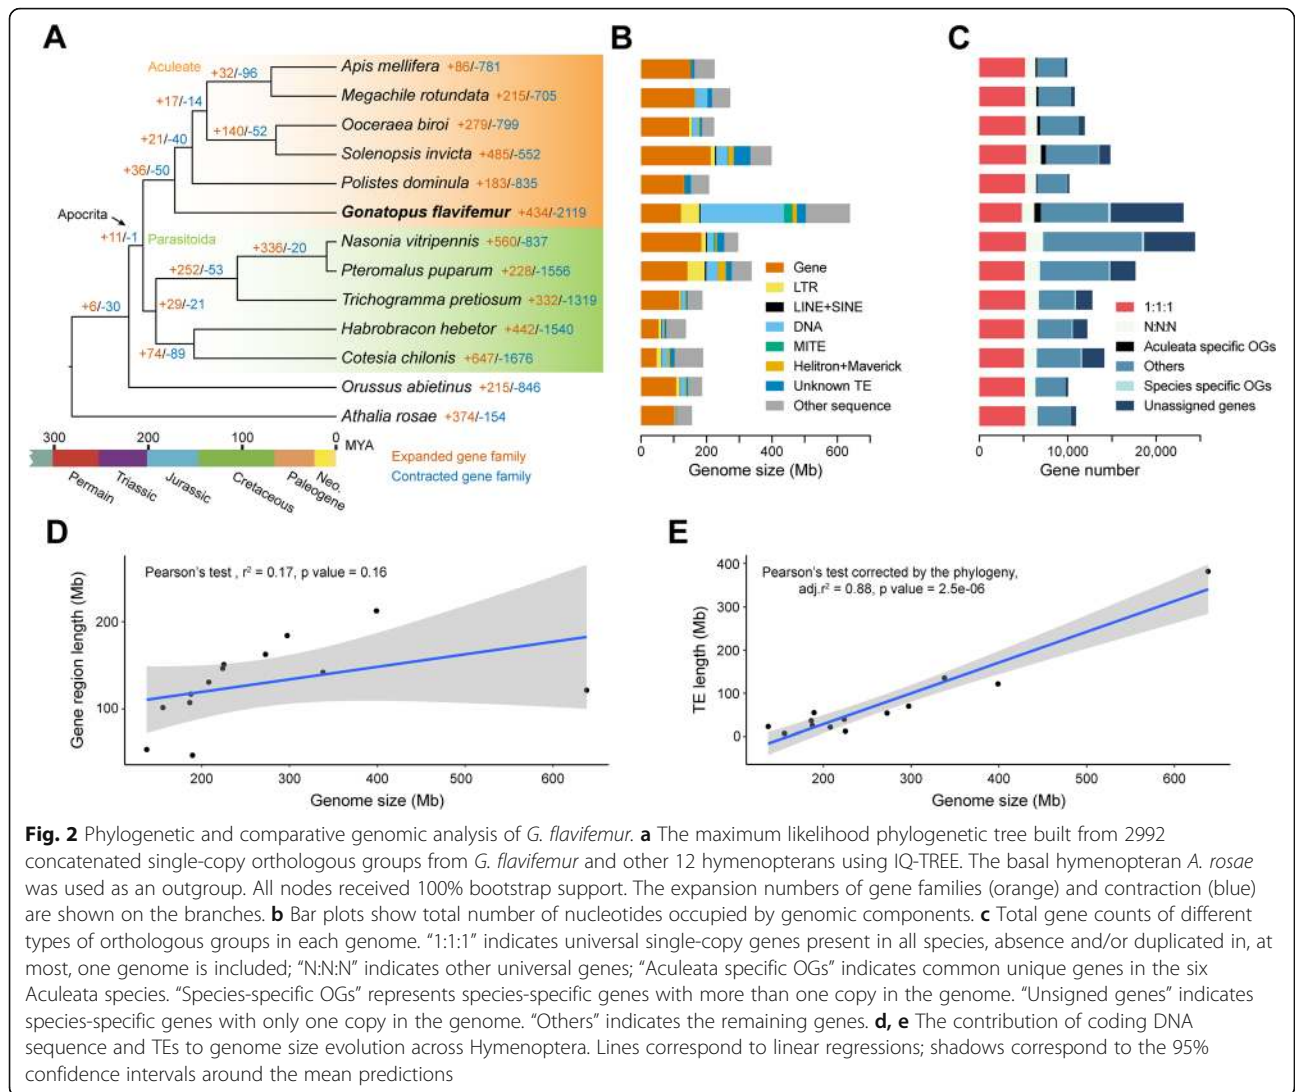 A
Aculeate
+32/-96
Apis mellifera +86/-781
+17/-14
Megachile rotundata +215/-705
+140/-52
Ooceraea biroi +279/-799
+21/-40
Solenopsis invicta +485/-552
+36/-50
Polistes dominula +183/-835
Apocrita
Gonatopus flavifemur +434/-2119
+11/-1
Parasitoida
+336/-20
Nasonia vitripennis +560/-837
+252/-53
Pteromalus puparum +228/-1556
+6/-30
+29/-21
Trichogramma pretiosum +332/-1319
Habrobracon hebetor +442/-1540
+74/-89
Cotesia chilonis +647/-1676
Orussus abietinus +215/-846
Athalia rosae +374/-154
300 200 100 0 MYA
Permain
Triassic
Jurassic
Cretaceous
Paleogene
Neo.
Expanded gene family
Contracted gene family
B
Gene
LTR
LINE+SINE
DNA
MITE
Helitron+Maverick
Unknown TE
Other sequence
0 200 400 600
Genome size (Mb)
C
1:1:1
N:N:N
Aculeata specific OGs
Others
Species specific OGs
Unassigned genes
0 10,000 20,000
Gene number
D
Pearson's test , r² = 0.17, p value = 0.16
Gene region length (Mb)
200
100
200 300 400 500 600
Genome size (Mb)
E
Pearson's test corrected by the phylogeny,
adj.r² = 0.88, p value = 2.5e-06
TE length (Mb)
400
300
200
100
0
200 300 400 500 600
Genome size (Mb)
Fig. 2 Phylogenetic and comparative genomic analysis of G. flavifemur. a The maximum likelihood phylogenetic tree built from 2992
concatenated single-copy orthologous groups from G. flavifemur and other 12 hymenopterans using IQ-TREE. The basal hymenopteran A. rosae
was used as an outgroup. All nodes received 100% bootstrap support. The expansion numbers of gene families (orange) and contraction (blue)
are shown on the branches. b Bar plots show total number of nucleotides occupied by genomic components. c Total gene counts of different
types of orthologous groups in each genome. “1:1:1” indicates universal single-copy genes present in all species, absence and/or duplicated in, at
most, one genome is included; “N:N:N” indicates other universal genes; “Aculeata specific OGs” indicates common unique genes in the six
Aculeata species. “Species-specific OGs” represents species-specific genes with more than one copy in the genome. “Unsigned genes” indicates
species-specific genes with only one copy in the genome. “Others” indicates the remaining genes. d, e The contribution of coding DNA
sequence and TEs to genome size evolution across Hymenoptera. Lines correspond to linear regressions; shadows correspond to the 95%
confidence intervals around the mean predictions